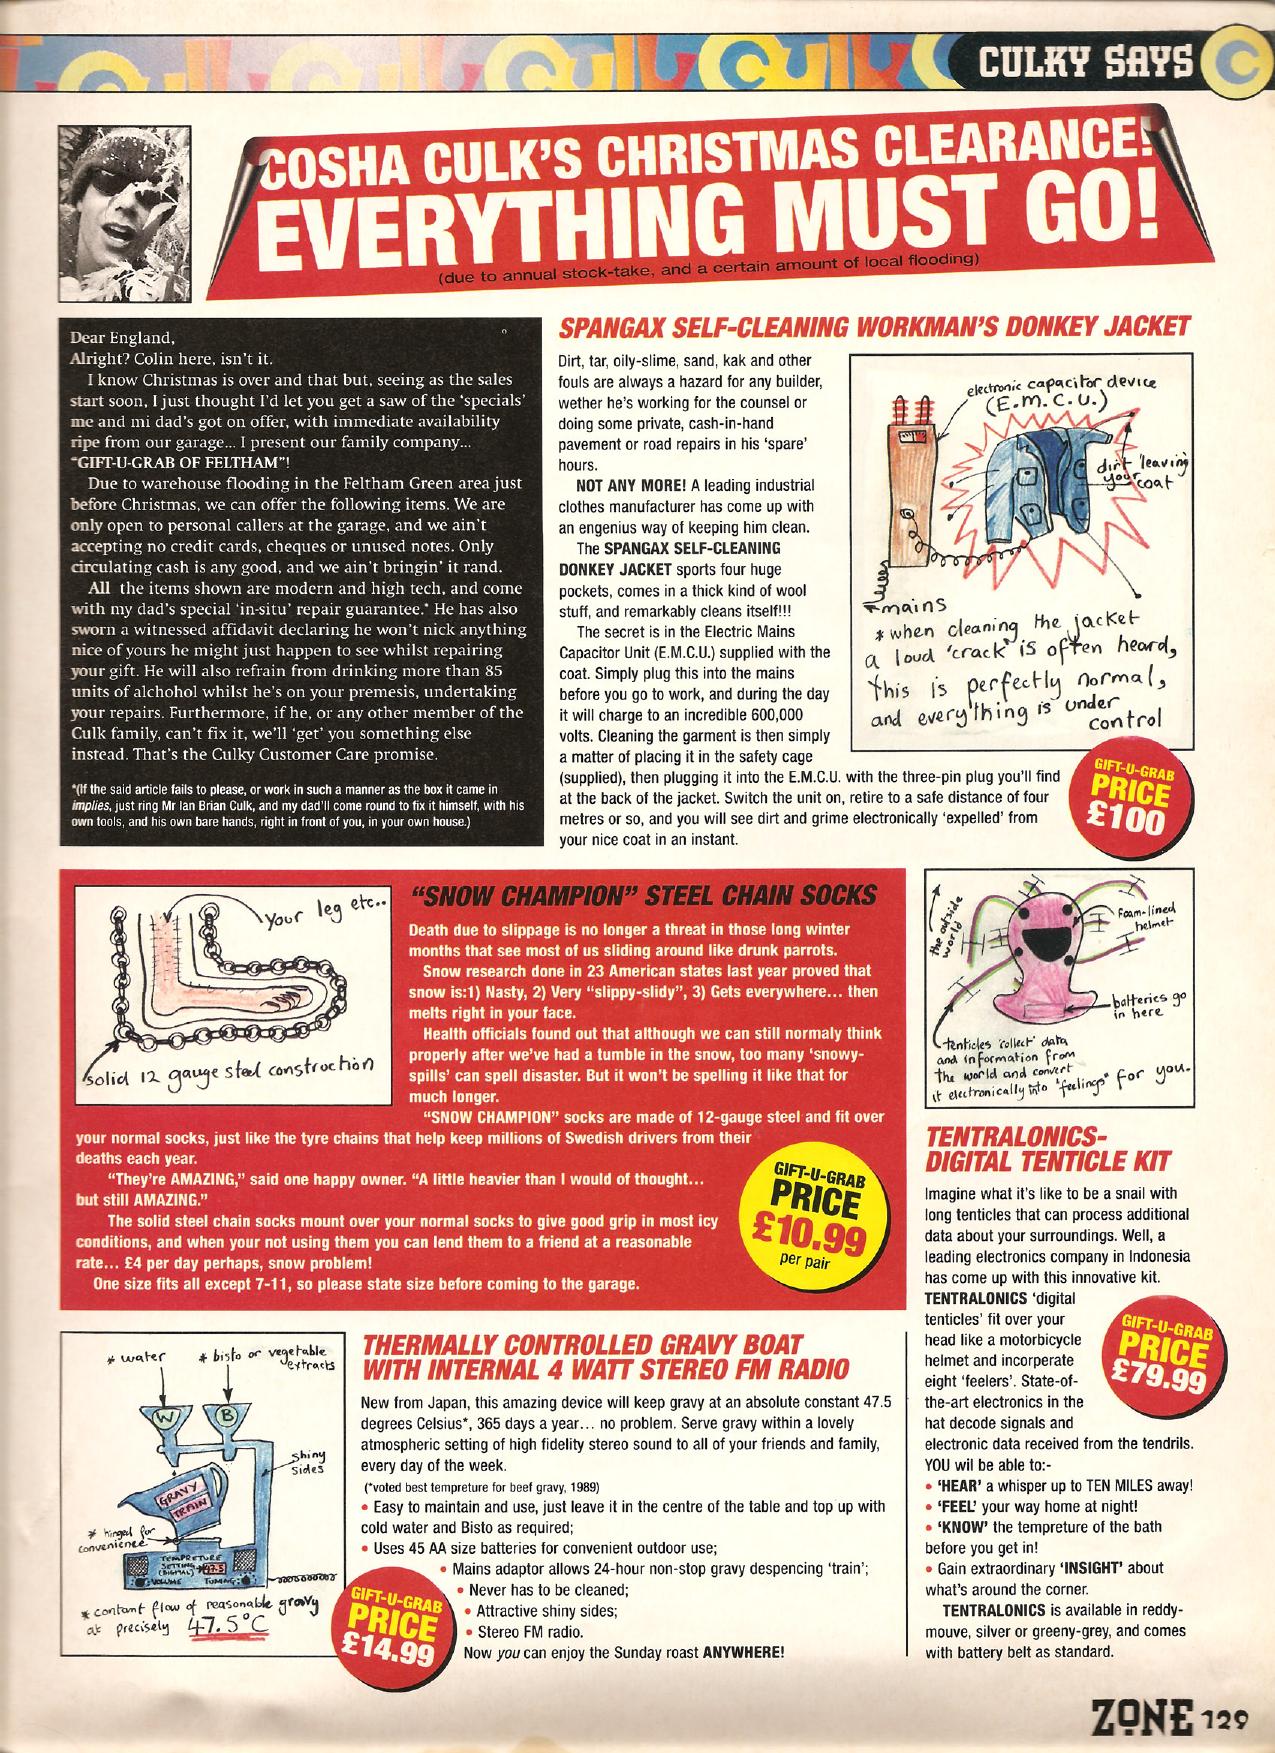 CULKY SAYS
C
COSHA CULK'S CHRISTMAS CLEARANCE!
EVERYTHING MUST GO!
(due to annual stock-take, and a certain amount of local flooding)
Dear England,
Alright? Colin here, isn't it.
I know Christmas is over and that but, seeing as the sales
start soon, I just thought I'd let you get a saw of the 'specials'
me and mi dad's got on offer, with immediate availability
ripe from our garage... I present our family company...
"GIFT-U-GRAB OF FELTHAM"!
Due to warehouse flooding in the Feltham Green area just
before Christmas, we can offer the following items. We are
only open to personal callers at the garage, and we ain't
accepting no credit cards, cheques or unused notes. Only
circulating cash is any good, and we ain't bringin' it rand.
All the items shown are modern and high tech, and come
with my dad's special 'in-situ' repair guarantee.* He has also
sworn a witnessed affidavit declaring he won't nick anything
nice of yours he might just happen to see whilst repairing
your gift. He will also refrain from drinking more than 85
units of alchohol whilst he's on your premesis, undertaking
your repairs. Furthermore, if he, or any other member of the
Culk family, can't fix it, we'll 'get' you something else
instead. That's the Culky Customer Care promise.
*(If the said article fails to please, or work in such a manner as the box it came in
implies, just ring Mr Ian Brian Culk, and my dad'll come round to fix it himself, with his
own tools, and his own bare hands, right in front of you, in your own house.)
SPANGAX SELF-CLEANING WORKMAN'S DONKEY JACKET
Dirt, tar, oily-slime, sand, kak and other
fouls are always a hazard for any builder,
wether he's working for the counsel or
doing some private, cash-in-hand
pavement or road repairs in his 'spare'
hours.
NOT ANY MORE! A leading industrial
clothes manufacturer has come up with
an engenius way of keeping him clean.
The SPANGAX SELF-CLEANING
DONKEY JACKET sports four huge
pockets, comes in a thick kind of wool
stuff, and remarkably cleans itself!!!
The secret is in the Electric Mains
Capacitor Unit (E.M.C.U.) supplied with the
coat. Simply plug this into the mains
before you go to work, and during the day
it will charge to an incredible 600,000
volts. Cleaning the garment is then simply
a matter of placing it in the safety cage
(supplied), then plugging it into the E.M.C.U. with the three-pin plug you'll find
at the back of the jacket. Switch the unit on, retire to a safe distance of four
metres or so, and you will see dirt and grime electronically 'expelled' from
your nice coat in an instant.
electronic capacitor device
(E.M.C.U.)
dirt 'leaving'
your coat
mains
* when cleaning the jacket
a loud 'crack' is often heard,
this is perfectly normal,
and everything is under
control
GIFT-U-GRAB
PRICE
£100
"SNOW CHAMPION" STEEL CHAIN SOCKS
your leg etc..
solid 12 gauge steel construction
Death due to slippage is no longer a threat in those long winter
months that see most of us sliding around like drunk parrots.
Snow research done in 23 American states last year proved that
snow is:1) Nasty, 2) Very "slippy-slidy", 3) Gets everywhere... then
melts right in your face.
Health officials found out that although we can still normaly think
properly after we've had a tumble in the snow, too many 'snowy-
spills' can spell disaster. But it won't be spelling it like that for
much longer.
"SNOW CHAMPION" socks are made of 12-gauge steel and fit over
your normal socks, just like the tyre chains that help keep millions of Swedish drivers from their
deaths each year.
"They're AMAZING," said one happy owner. "A little heavier than I would of thought...
but still AMAZING."
The solid steel chain socks mount over your normal socks to give good grip in most icy
conditions, and when your not using them you can lend them to a friend at a reasonable
rate... £4 per day perhaps, snow problem!
One size fits all except 7-11, so please state size before coming to the garage.
GIFT-U-GRAB
PRICE
£10.99
per pair
the outside
world
foam-lined
helmet
batteries go
in here
tenticles 'collect' data
and information from
the world and convert
it electronically into "feelings" for you.
TENTRALONICS-
DIGITAL TENTICLE KIT
Imagine what it's like to be a snail with
long tenticles that can process additional
data about your surroundings. Well, a
leading electronics company in Indonesia
has come up with this innovative kit.
TENTRALONICS 'digital
tenticles' fit over your
head like a motorbicycle
helmet and incorperate
eight 'feelers'. State-of-
the-art electronics in the
hat decode signals and
electronic data received from the tendrils.
YOU wil be able to:-
• 'HEAR' a whisper up to TEN MILES away!
• 'FEEL' your way home at night!
• 'KNOW' the tempreture of the bath
before you get in!
• Gain extraordinary 'INSIGHT' about
what's around the corner.
TENTRALONICS is available in reddy-
mouve, silver or greeny-grey, and comes
with battery belt as standard.
GIFT-U-GRAB
PRICE
£79.99
* water
* bisto or vegetable
extracts
W
B
shiny
sides
GRAVY
TRAIN
* hinged for
convenience
TEMPRETURE
SETTING
(DIGITAL) 47.5
VOLUME TUNING
* contant flow of reasonable gravy
at precisely 47.5°C
THERMALLY CONTROLLED GRAVY BOAT
WITH INTERNAL 4 WATT STEREO FM RADIO
New from Japan, this amazing device will keep gravy at an absolute constant 47.5
degrees Celsius*, 365 days a year... no problem. Serve gravy within a lovely
atmospheric setting of high fidelity stereo sound to all of your friends and family,
every day of the week.
(*voted best tempreture for beef gravy, 1989)
• Easy to maintain and use, just leave it in the centre of the table and top up with
cold water and Bisto as required;
• Uses 45 AA size batteries for convenient outdoor use;
• Mains adaptor allows 24-hour non-stop gravy despencing 'train';
• Never has to be cleaned;
• Attractive shiny sides;
• Stereo FM radio.
Now you can enjoy the Sunday roast ANYWHERE!
GIFT-U-GRAB
PRICE
£14.99
ZONE 129